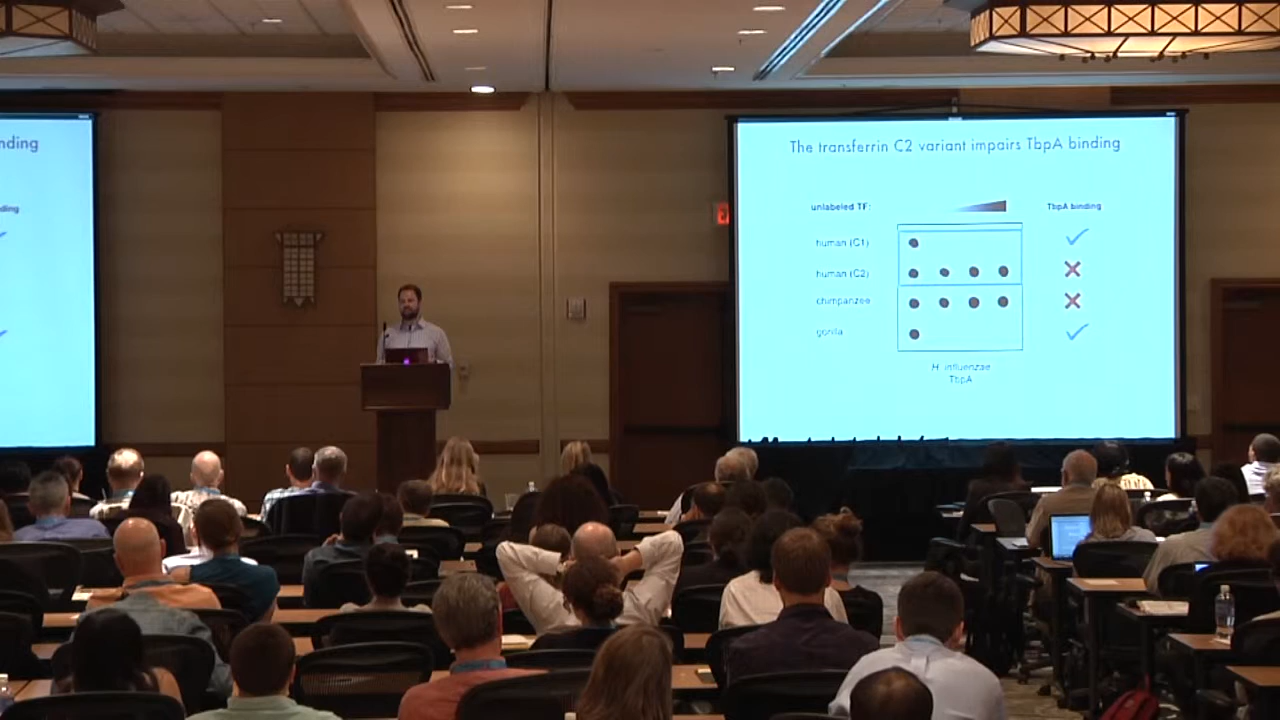 nding
ding
The transferrin C2 variant impairs TbpA binding
unlabeled TF:
TbpA binding
human (C1)
human (C2)
chimpanzee
gorilla
H. influenzae
TbpA